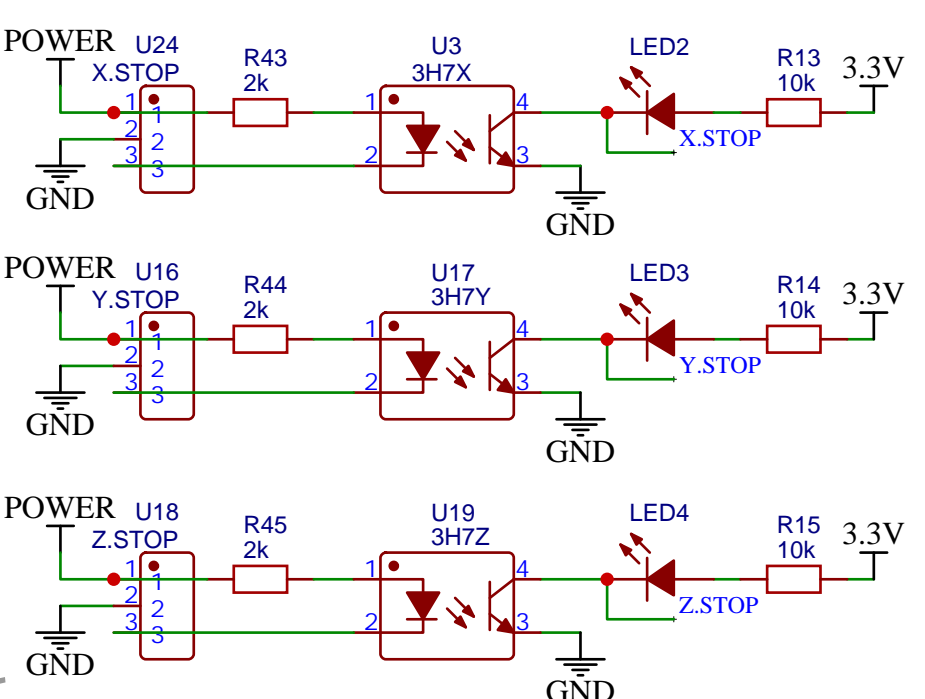 POWER
U24
X.STOP
1
2
3
1
2
3
GND
R43
2k
U3
3H7X
1
2
4
3
GND
LED2
X.STOP
R13
10k
3.3V
POWER
U16
Y.STOP
1
2
3
1
2
3
GND
R44
2k
U17
3H7Y
1
2
4
3
GND
LED3
Y.STOP
R14
10k
3.3V
POWER
U18
Z.STOP
1
2
3
1
2
3
GND
R45
2k
U19
3H7Z
1
2
4
3
GND
LED4
Z.STOP
R15
10k
3.3V